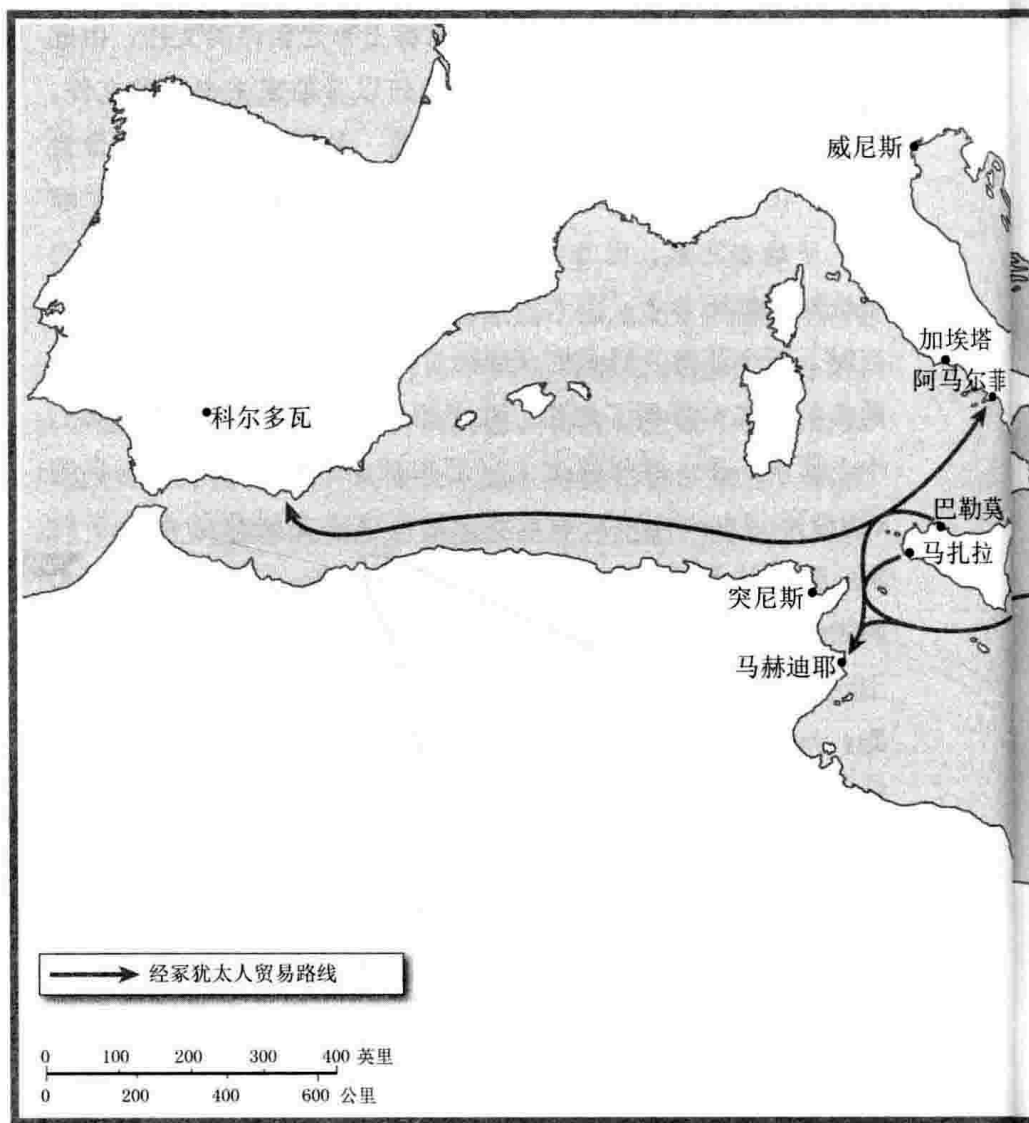 威尼斯
加埃塔
阿马尔菲
科尔多瓦
巴勒莫
马扎拉
突尼斯
马赫迪耶
经冢犹太人贸易路线
0 100 200 300 400 英里
0 200 400 600 公里